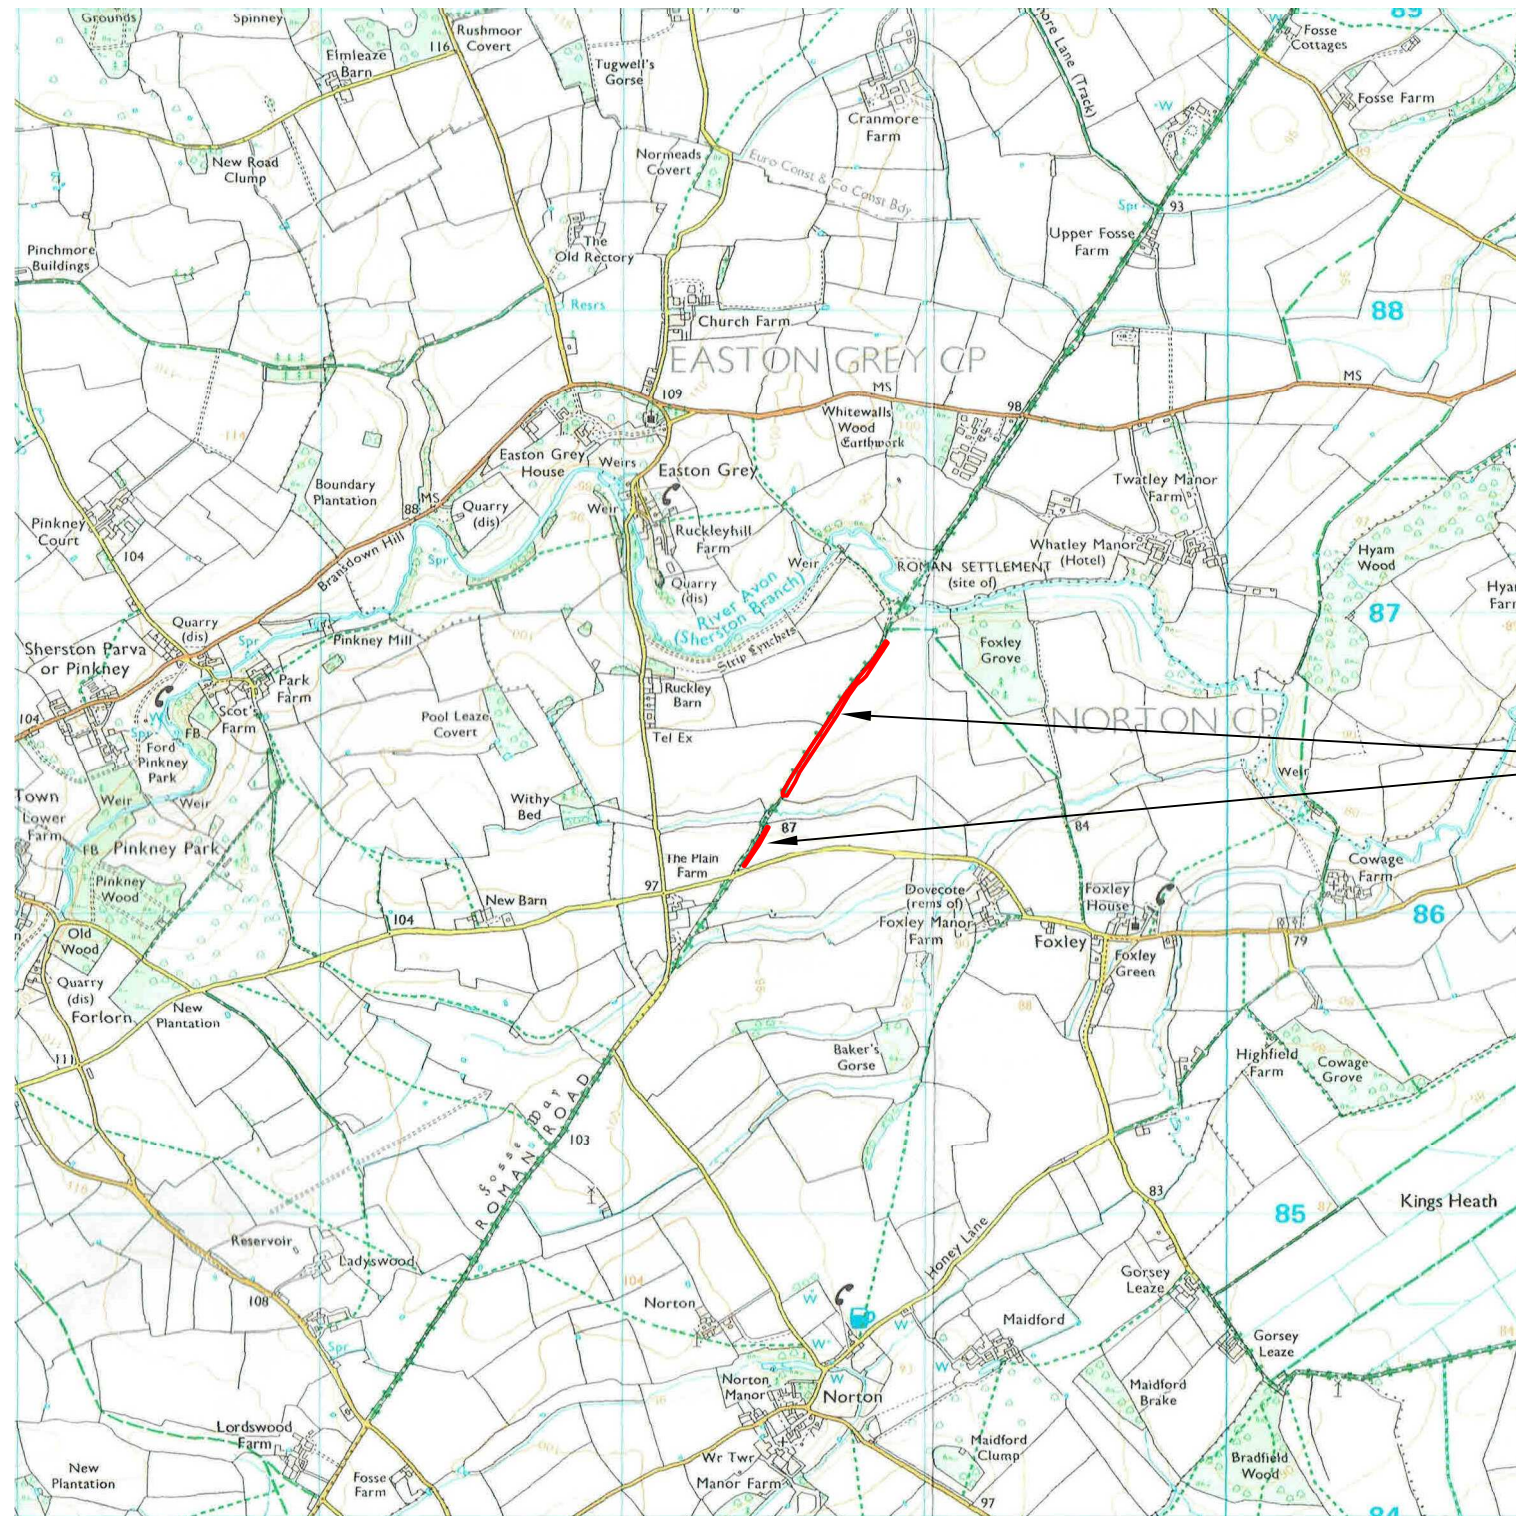 Grounds
Spinney
Rushmoor
Covert
116
Elmleaze
Barn
Tugwell's
Gorse
Cranmore
Farm
more Lane (Track)
W
Fosse
Cottages
89
Fosse Farm
New Road
Clump
Normeads
Covert
Euro Const & Co Const Bdy
Spr
93
Upper Fosse
Farm
Pinchmore
Buildings
The
Old Rectory
Resrs
Church Farm
88
EASTON GREY CP
MS
109
MS
98
Whitewalls
Wood
Earthwork
Easton Grey
House
Weirs
Easton Grey
Boundary
Plantation
MS
88
Quarry
(dis)
Weir
Ruckleyhill
Farm
Twatley Manor
Farm
Pinkney
Court
104
Bransdown Hill
Spr
Quarry
(dis)
Weir
Whatley Manor
(Hotel)
ROMAN SETTLEMENT
(site of)
Hyam
Wood
River Avon
(Sherston Branch)
Strip Lynchets
87
Quarry
(dis)
Spr
Pinkney Mill
Sherston Parva
or Pinkney
Park
Farm
Scot's
Farm
Foxley
Grove
104
W
Spr
FB
Ford
Pinkney
Park
Pool Leaze
Covert
Ruckley
Barn
Tel Ex
NORTON CP
Weir
Town
Lower
Farm
Weir
Weir
Withy
Bed
87
84
FB
Pinkney Park
Pinkney
Wood
The Plain
Farm
97
New Barn
104
Dovecote
(rems of)
Foxley Manor
Farm
Foxley
House
Cowage
Farm
86
Old
Wood
Foxley
Foxley
Green
79
Quarry
(dis)
Forlorn
New
Plantation
88
111
Baker's
Gorse
Highfield
Farm
Cowage
Grove
Fosse Way
ROMAN ROAD
103
116
83
85
Kings Heath
Reservoir
Ladyswood
104
108
Norton
W
Honey Lane
Gorsey
Leaze
Maidford
W
W
W
W
Spr
Gorsey
Leaze
Norton
Manor
Norton
93
Maidford
Brake
Lordswood
Farm
Wr Twr
Manor Farm
Maidford
Clump
Bradfield
Wood
New
Plantation
Fosse
Farm
97
84